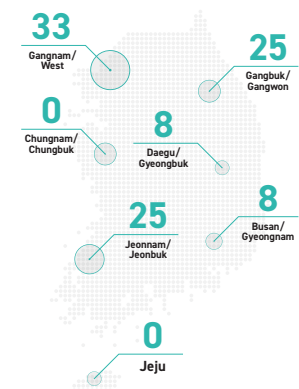 33
Gangnam/
West
25
Gangbuk/
Gangwon
0
Chungnam/
Chungbuk
8
Daegu/
Gyeongbuk
25
Jeonnam/
Jeonbuk
8
Busan/
Gyeongnam
0
Jeju